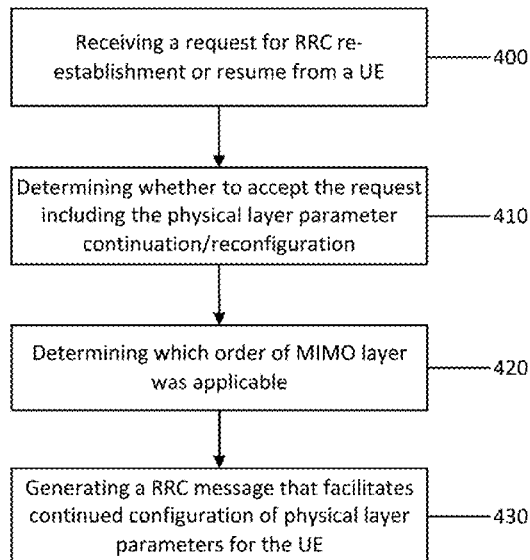 Receiving a request for RRC re-
establishment or resume from a UE
400
Determining whether to accept the request
including the physical layer parameter
continuation/reconfiguration
410
Determining which order of MIMO layer
was applicable
420
Generating a RRC message that facilitates
continued configuration of physical layer
parameters for the UE
430